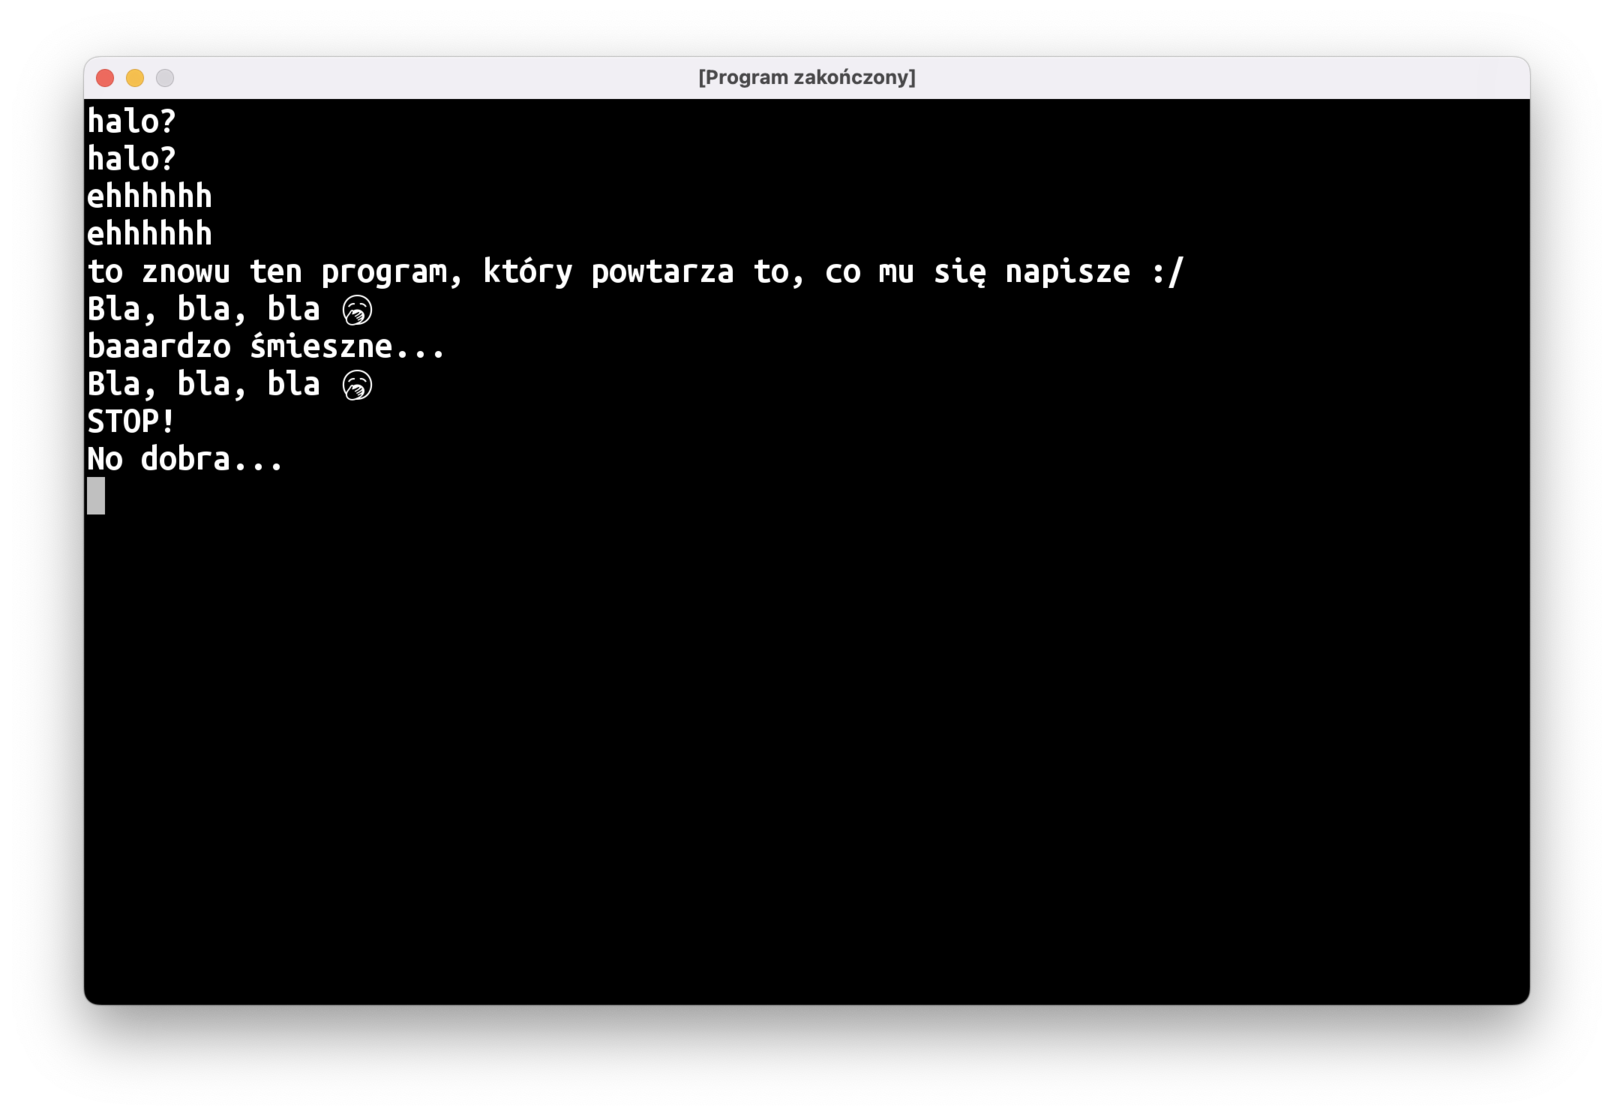 [Program zakończony]
halo?
halo?
ehhhhhh
ehhhhhh
to znowu ten program, który powtarza to, co mu się napisze :/
Bla, bla, bla 🥱
baaardzo śmieszne...
Bla, bla, bla 🥱
STOP!
No dobra...